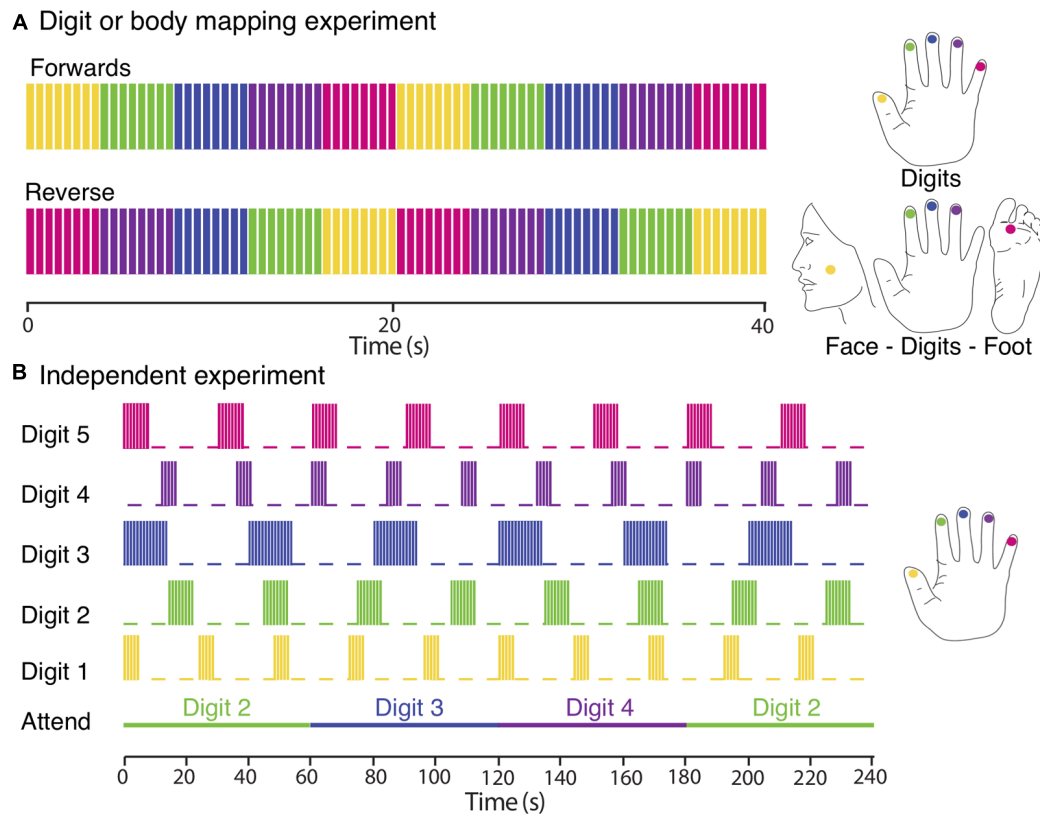 A Digit or body mapping experiment
Forwards
Digits
Reverse
0 20 40
Time (s)
Face - Digits - Foot
B Independent experiment
Digit 5
Digit 4
Digit 3
Digit 2
Digit 1
Attend Digit 2 Digit 3 Digit 4 Digit 2
0 20 40 60 80 100 120 140 160 180 200 220 240
Time (s)